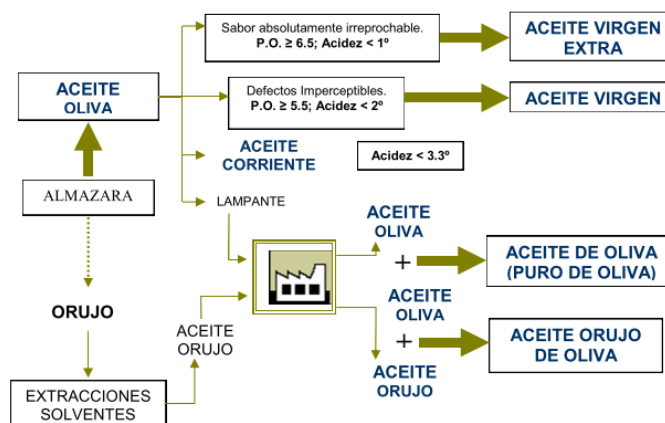 Sabor absolutamente irreprochable.
P.O. ≥ 6.5; Acidez < 1º
ACEITE VIRGEN
EXTRA
ACEITE
OLIVA
Defectos Imperceptibles.
P.O. ≥ 5.5; Acidez < 2º
ACEITE VIRGEN
ACEITE
CORRIENTE
Acidez < 3.3º
ALMAZARA
LAMPANTE
ACEITE
OLIVA
+
ACEITE DE OLIVA
(PURO DE OLIVA)
ORUJO
ACEITE
ORUJO
ACEITE
OLIVA
+
ACEITE
ORUJO
ACEITE ORUJO
DE OLIVA
EXTRACCIONES
SOLVENTES